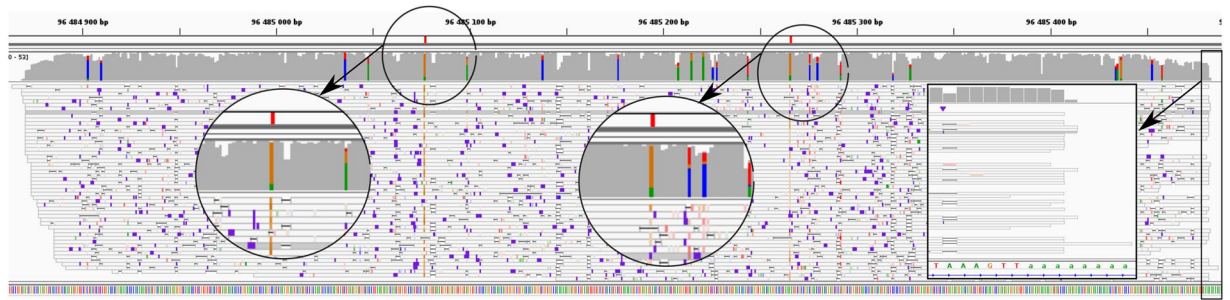 96 484 900 bp 96 485 000 bp 96 485 100 bp 96 485 200 bp 96 485 300 bp 96 485 400 bp
0 - 53]
T A A A G T T a a a a a a a a